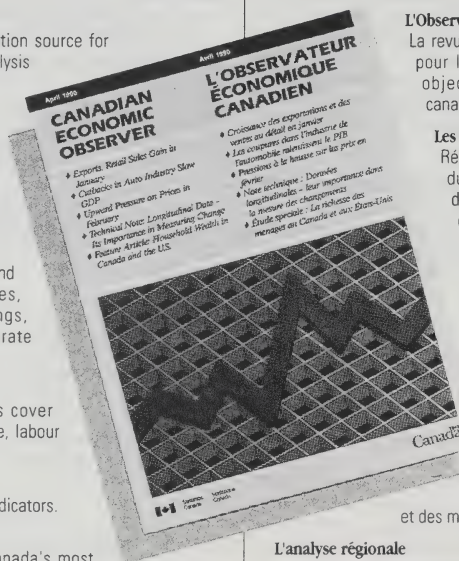 tion source for
lysis
nd
es,
ngs,
rate
s cover
e, labour
dicators.
nada's most
April 1990
CANADIAN
ECONOMIC
OBSERVER
♦ Exports, Retail Sales Gain in
January
♦ Cutbacks in Auto Industry Slow
GDP
♦ Upward Pressure on Prices in
February
♦ Technical Note: Longitudinal Data -
Its Importance in Measuring Change
♦ Feature Article: Household Wealth in
Canada and the U.S.
Avril 1990
L'OBSERVATEUR
ÉCONOMIQUE
CANADIEN
♦ Croissance des exportations et des
ventes au détail en janvier
♦ Les coupures dans l'industrie de
l'automobile ralentissent le PIB
♦ Pressions à la hausse sur les prix en
février
♦ Note technique : Données
longitudinales – leur importance dans
la mesure des changements
♦ Étude spéciale : La richesse des
ménages au Canada et aux États-Unis
Statistics Canada
Statistique Canada
Canada
L'Observ
La revu
pour l
objec
cana
Les
Ré
du
d
et des m
L'analyse régionale